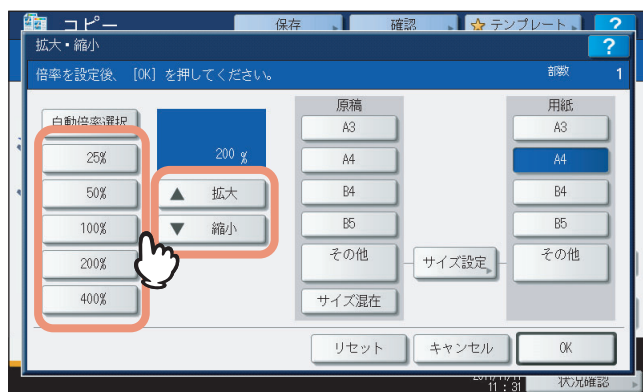 コピー 保存 確認 テンプレート ?
拡大・縮小 ?
倍率を設定後、 [OK] を押してください。 部数 1
原稿 用紙
自動倍率選択 A3 A3
25% 200 % A4 A4
50% ▲ 拡大 B4 B4
100% ▼ 縮小 B5 B5
200% その他 サイズ設定 その他
400% サイズ混在
リセット キャンセル OK
11:31 状況確認